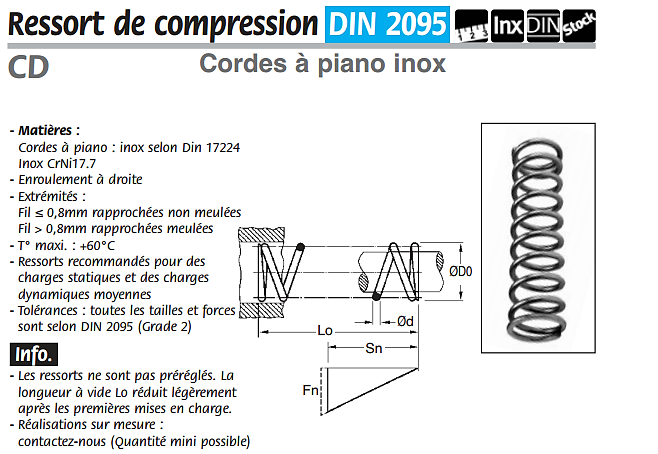 Ressort de compression DIN 2095 1 2 3 Inx DIN Stock
CD Cordes à piano inox
- Matières :
Cordes à piano : inox selon Din 17224
Inox CrNi17.7
- Enroulement à droite
- Extrémités :
Fil ≤ 0,8mm rapprochées non meulées
Fil > 0,8mm rapprochées meulées
- T° maxi. : +60°C
- Ressorts recommandés pour des
charges statiques et des charges
dynamiques moyennes
- Tolérances : toutes les tailles et forces
sont selon DIN 2095 (Grade 2)
Info.
- Les ressorts ne sont pas préréglés. La
longueur à vide Lo réduit légèrement
après les premières mises en charge.
- Réalisations sur mesure :
contactez-nous (Quantité mini possible)
ØD0
Ød
Lo
Sn
Fn